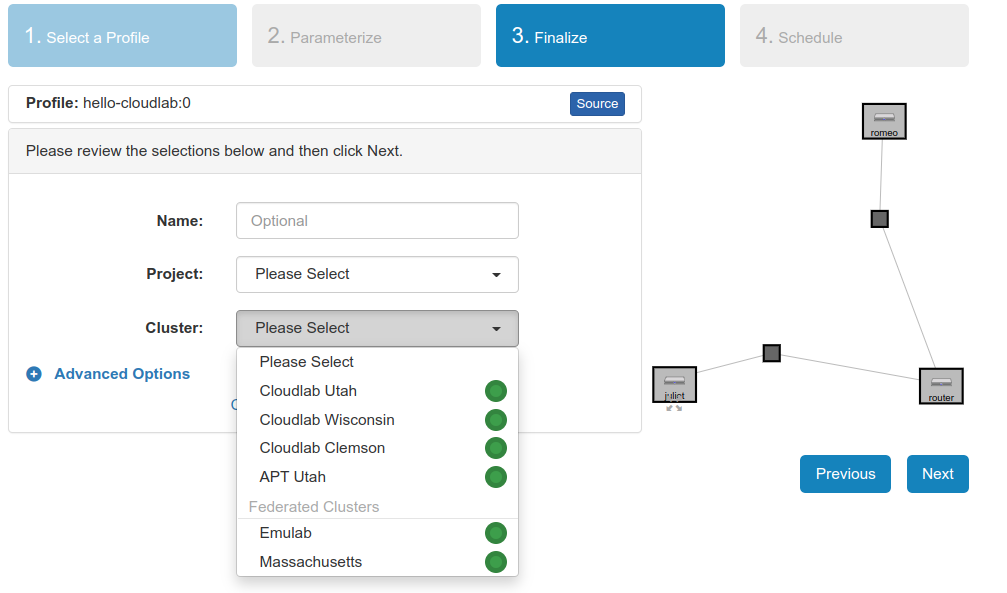 1. Select a Profile
2. Parameterize
3. Finalize
4. Schedule
Profile: hello-cloudlab:0
Source
Please review the selections below and then click Next.
Name: Optional
Project: Please Select
Cluster: Please Select
Please Select
Advanced Options
Cloudlab Utah
Cloudlab Wisconsin
Cloudlab Clemson
APT Utah
Federated Clusters
Emulab
Massachusetts
romeo
juliet
router
Previous
Next